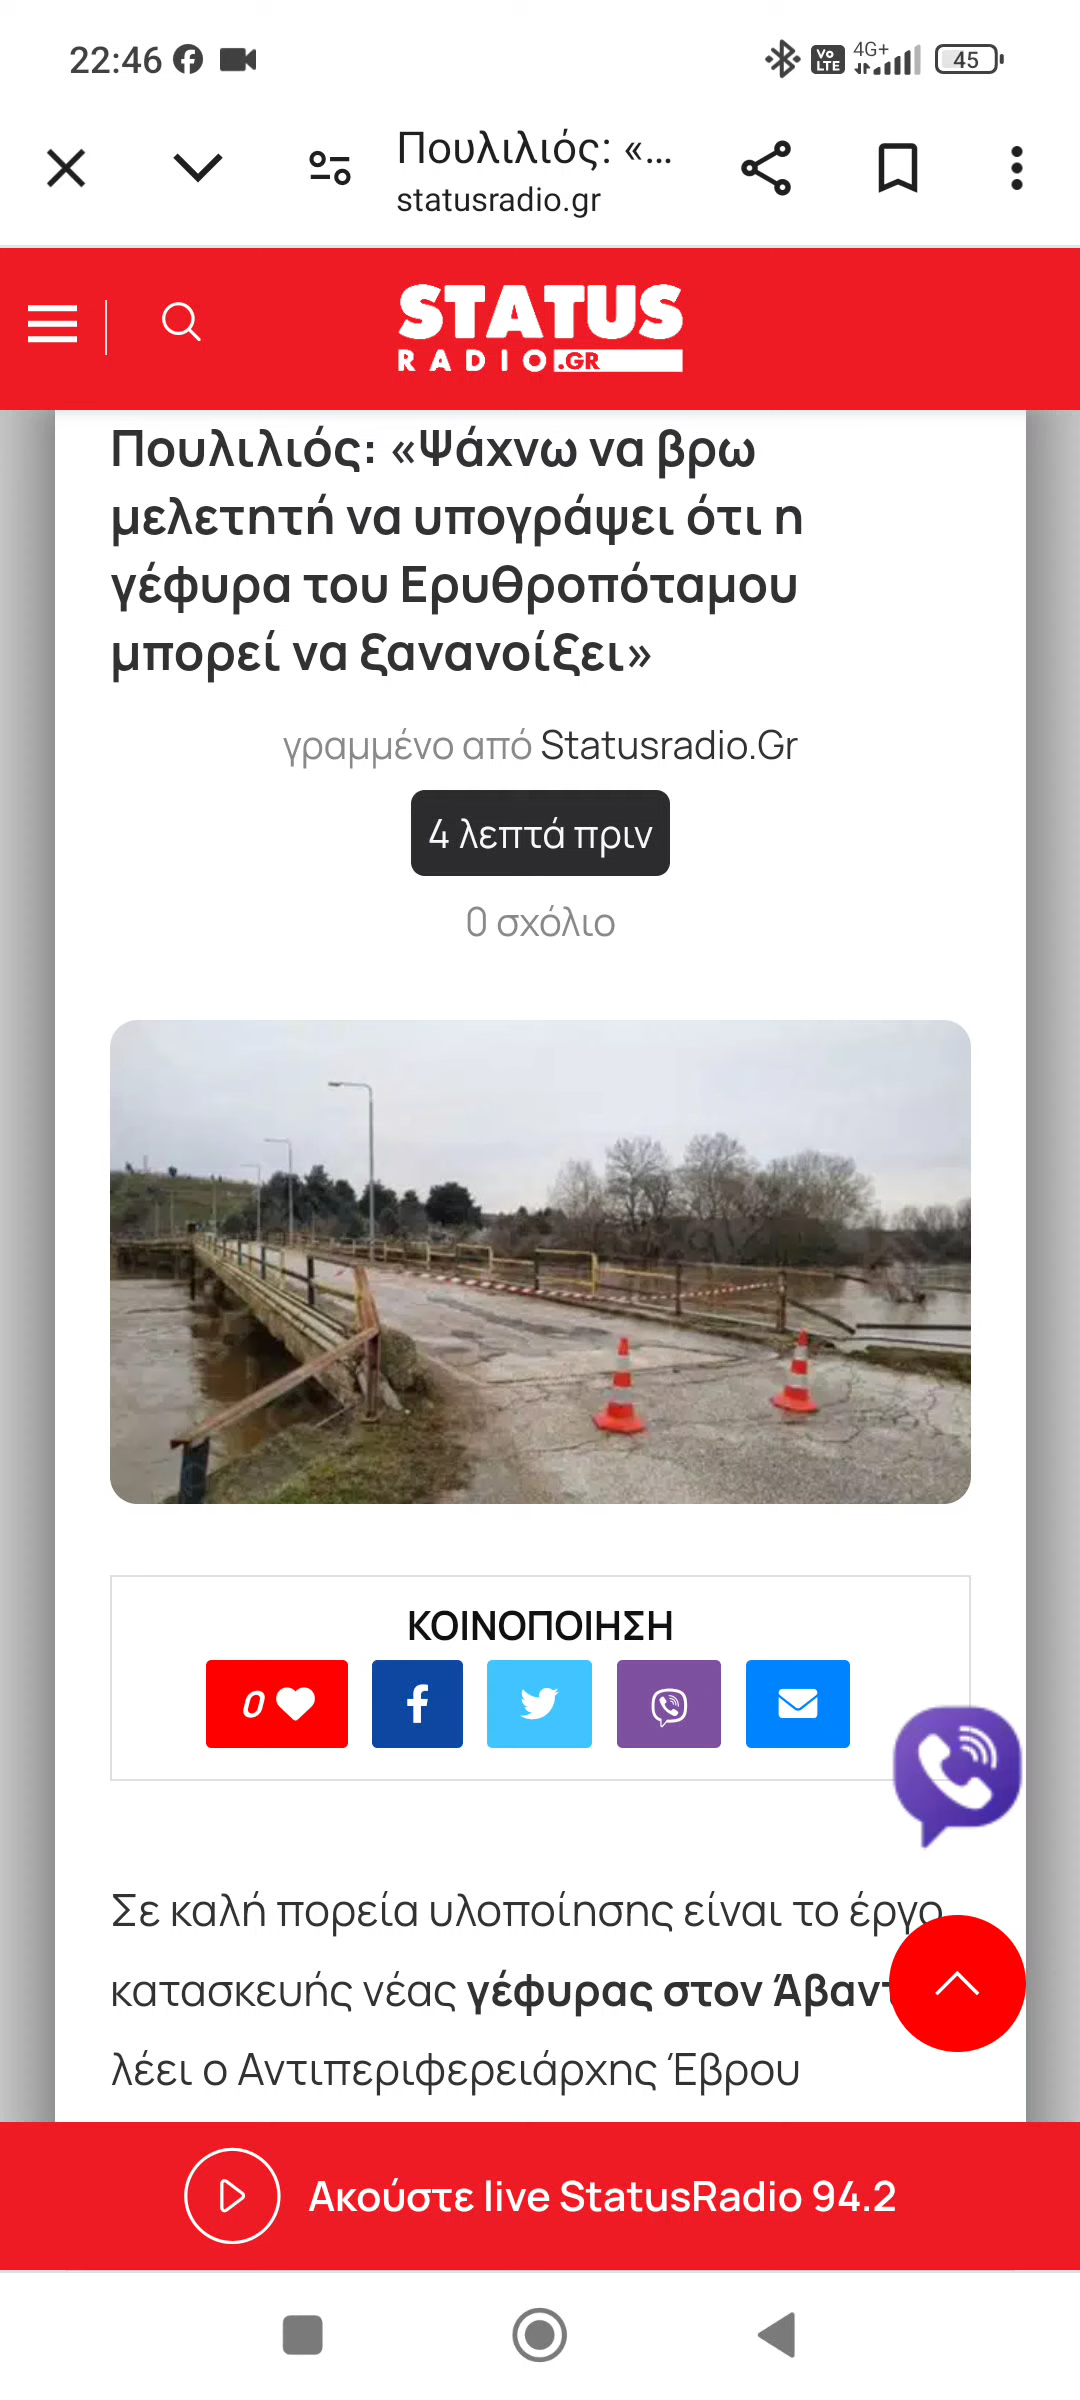 22:46
Vo LTE 4G+ 45
Πουλιλιός: «...
statusradio.gr
STATUS
RADIO.GR
Πουλιλιός: «Ψάχνω να βρω
μελετητή να υπογράψει ότι η
γέφυρα του Ερυθροπόταμου
μπορεί να ξανανοίξει»
γραμμένο από Statusradio.Gr
4 λεπτά πριν
0 σχόλιο
ΚΟΙΝΟΠΟΙΗΣΗ
0
Σε καλή πορεία υλοποίησης είναι το έργο
κατασκευής νέας γέφυρας στον
λέει ο Αντιπεριφερειάρχης Έβρου
Ακούστε live StatusRadio 94.2